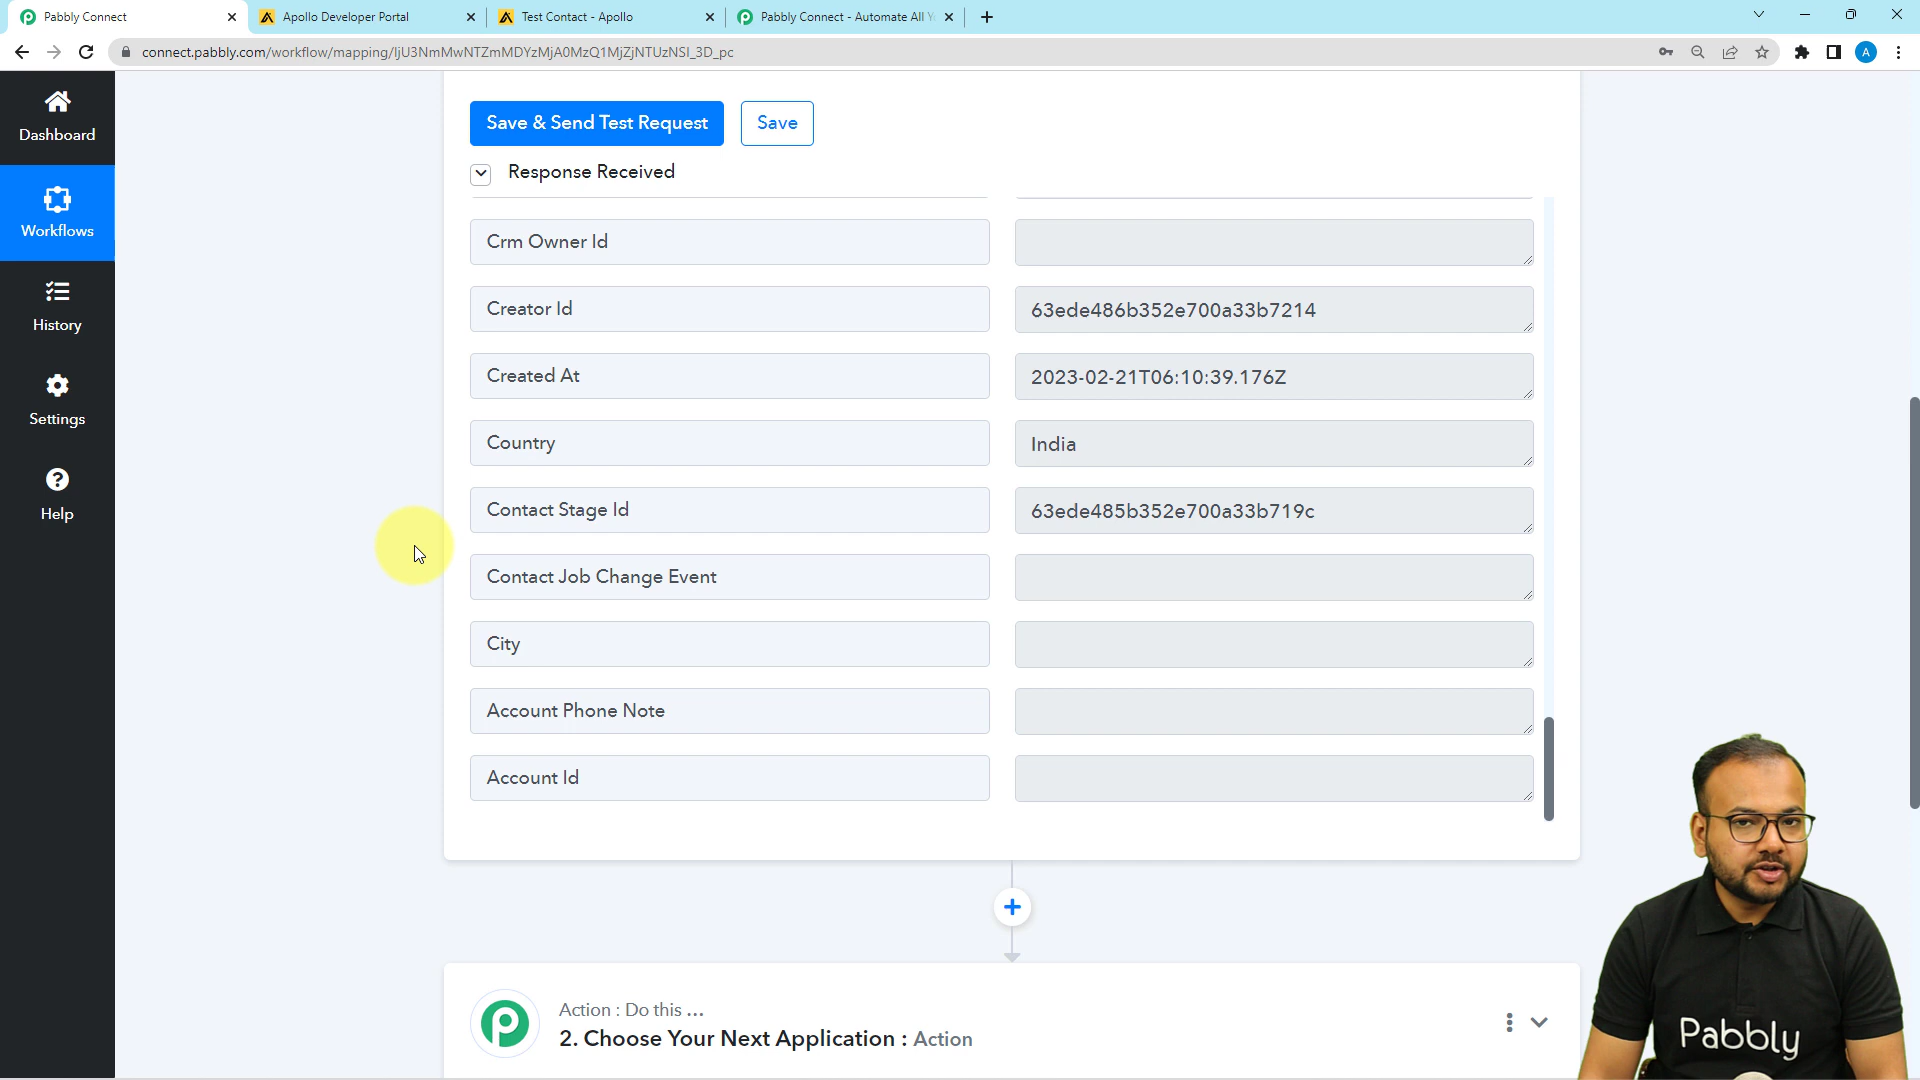 Pabbly Connect
Apollo Developer Portal
Test Contact - Apollo
Pabbly Connect - Automate All Y
connect.pabbly.com/workflow/mapping/IjU3NmMwNTZmMDYzMjA0MzQ1MjZjNTUzNSI_3D_pc
A
Dashboard
Workflows
History
Settings
Help
Save & Send Test Request
Save
Response Received
Crm Owner Id
Creator Id
63ede486b352e700a33b7214
Created At
2023-02-21T06:10:39.176Z
Country
India
Contact Stage Id
63ede485b352e700a33b719c
Contact Job Change Event
City
Account Phone Note
Account Id
Action : Do this ...
2. Choose Your Next Application : Action
Pabbly